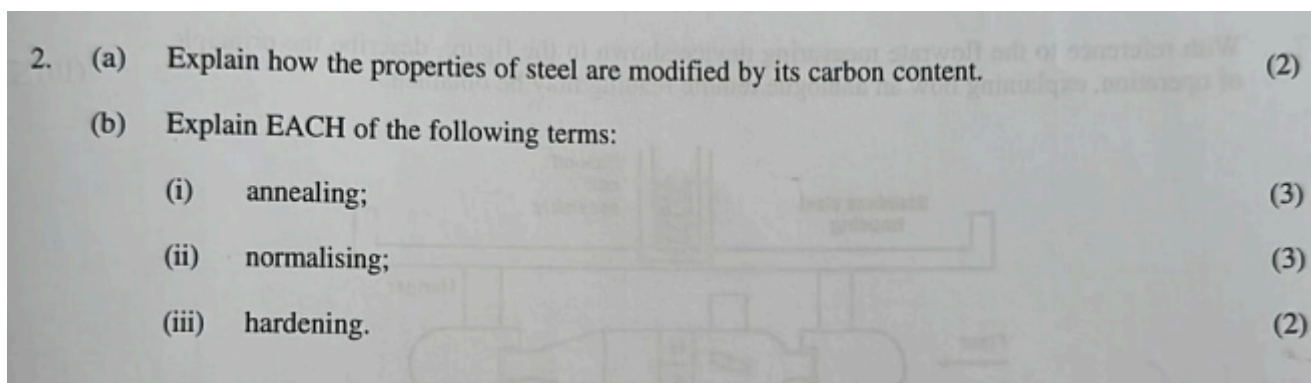 2. (a) Explain how the properties of steel are modified by its carbon content. (2)
(b) Explain EACH of the following terms:
(i) annealing; (3)
(ii) normalising; (3)
(iii) hardening. (2)